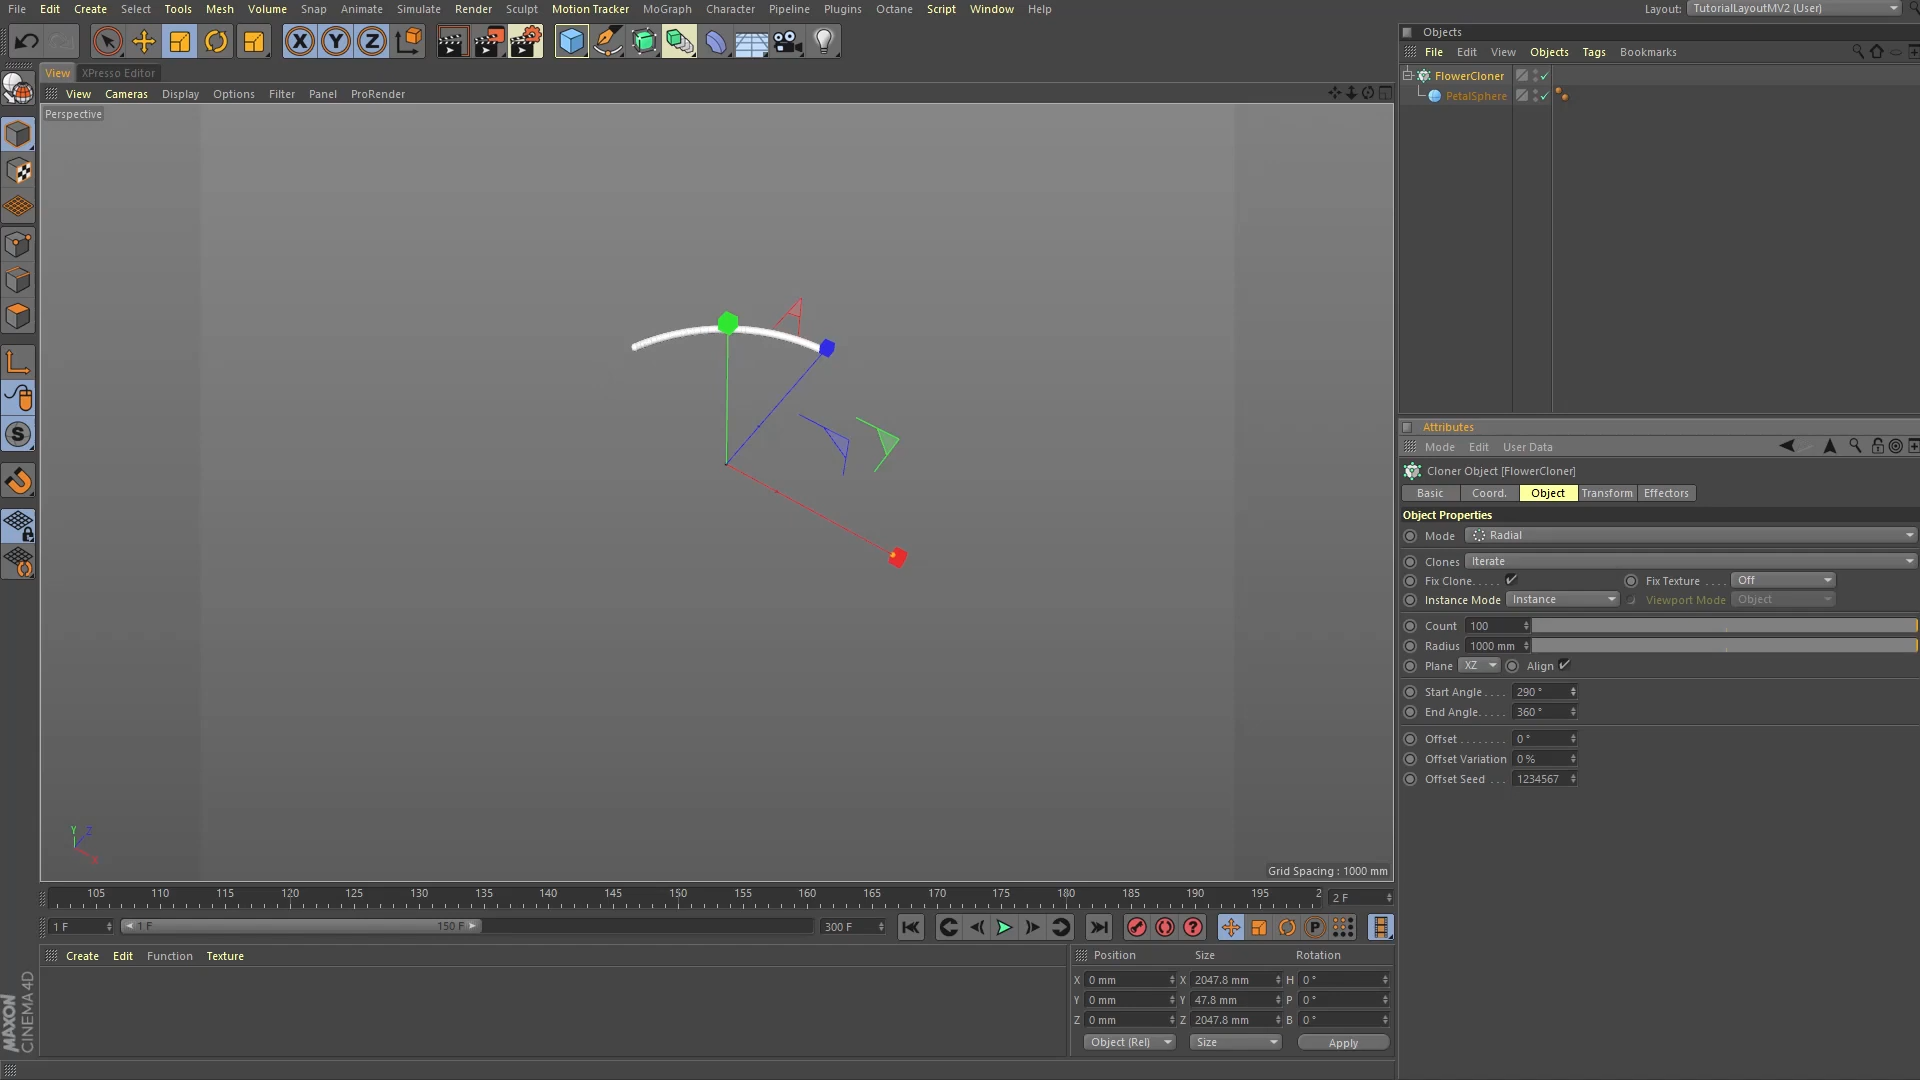 File Edit Create Select Tools Mesh Volume Snap Animate Simulate Render Sculpt Motion Tracker MoGraph Character Pipeline Plugins Octane Script Window Help Layout: TutorialLayoutMV2 (User)
Objects
File Edit View Objects Tags Bookmarks
FlowerCloner
PetalSphere
View XPresso Editor
View Cameras Display Options Filter Panel ProRender
Perspective
X Y Z
S
Y Z
X
Grid Spacing : 1000 mm
Attributes
Mode Edit User Data
Cloner Object [FlowerCloner]
Basic Coord. Object Transform Effectors
Object Properties
Mode Radial
Clones Iterate
Fix Clone..... Fix Texture .... Off
Instance Mode Instance Viewport Mode Object
Count 100
Radius 1000 mm
Plane XZ Align
Start Angle.... 290 °
End Angle..... 360 °
Offset........ 0 °
Offset Variation 0 %
Offset Seed ... 1234567
105 110 115 120 125 130 135 140 145 150 155 160 165 170 175 180 185 190 195 2 2 F
1 F 1 F 150 F 300 F ? P
Create Edit Function Texture
Position Size Rotation
X 0 mm X 2047.8 mm H 0 °
Y 0 mm Y 47.8 mm P 0 °
Z 0 mm Z 2047.8 mm B 0 °
Object (Rel) Size Apply
MAXON
CINEMA 4D